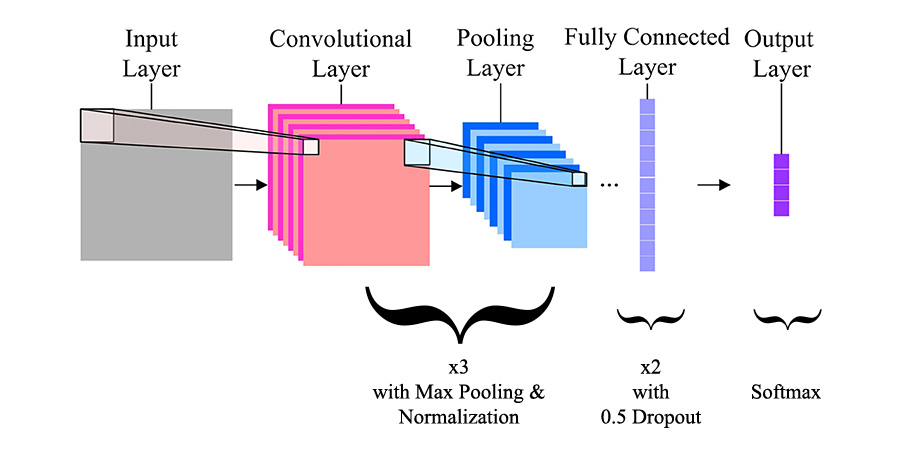 Input
Layer
Convolutional
Layer
Pooling
Layer
Fully Connected
Layer
Output
Layer
...
x3
with Max Pooling &
Normalization
x2
with
0.5 Dropout
Softmax